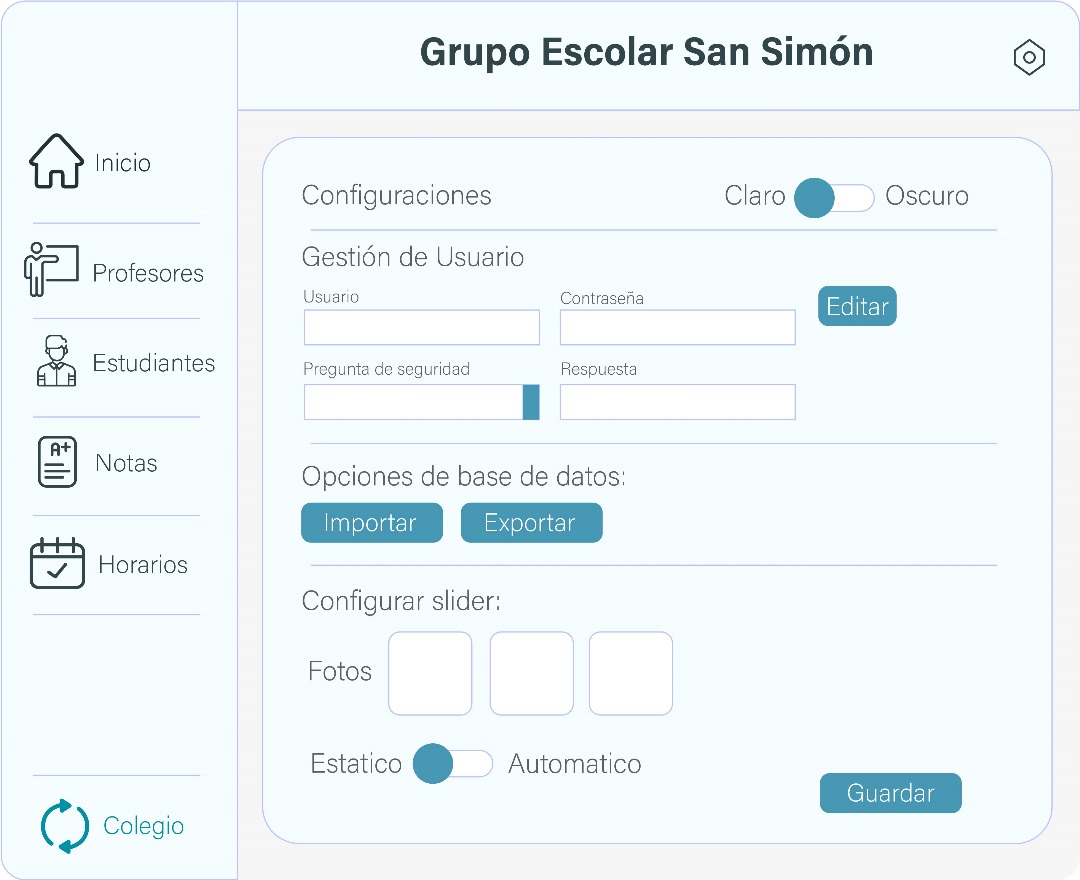 Grupo Escolar San Simón
Inicio
Profesores
Estudiantes
A+
Notas
Horarios
Colegio
Configuraciones
Claro Oscuro
Gestión de Usuario
Usuario Contraseña
Editar
Pregunta de seguridad Respuesta
Opciones de base de datos:
Importar Exportar
Configurar slider:
Fotos
Estatico Automatico
Guardar